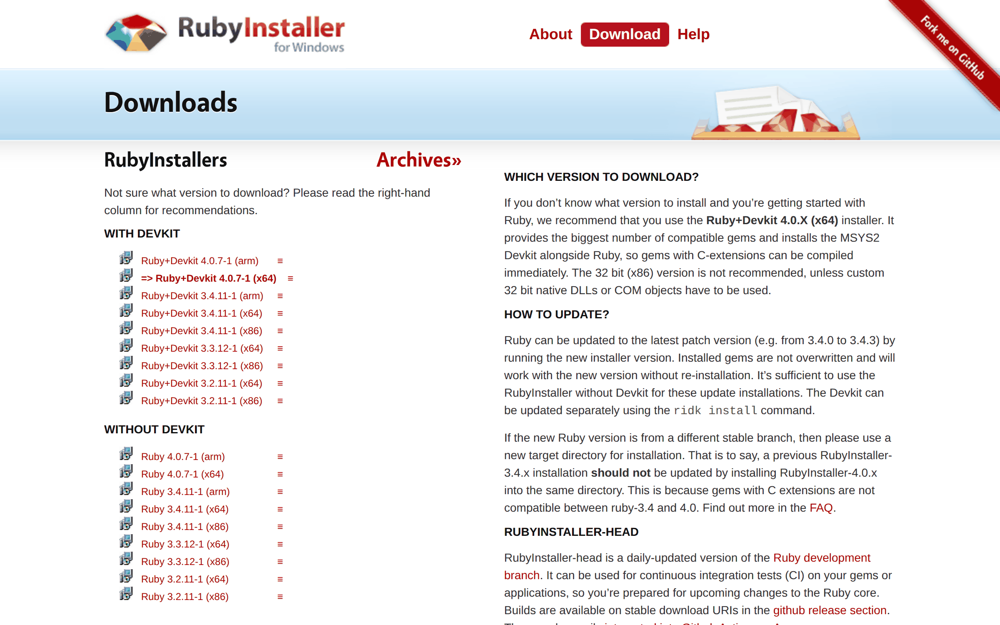 RubyInstaller
for Windows
About Download Help
Fork me on GitHub
Downloads
RubyInstallers
Archives»
Not sure what version to download? Please read the right-hand
column for recommendations.
WITH DEVKIT
Ruby+Devkit 4.0.7-1 (arm) ≡
=> Ruby+Devkit 4.0.7-1 (x64) ≡
Ruby+Devkit 3.4.11-1 (arm) ≡
Ruby+Devkit 3.4.11-1 (x64) ≡
Ruby+Devkit 3.4.11-1 (x86) ≡
Ruby+Devkit 3.3.12-1 (x64) ≡
Ruby+Devkit 3.3.12-1 (x86) ≡
Ruby+Devkit 3.2.11-1 (x64) ≡
Ruby+Devkit 3.2.11-1 (x86) ≡
WITHOUT DEVKIT
Ruby 4.0.7-1 (arm) ≡
Ruby 4.0.7-1 (x64) ≡
Ruby 3.4.11-1 (arm) ≡
Ruby 3.4.11-1 (x64) ≡
Ruby 3.4.11-1 (x86) ≡
Ruby 3.3.12-1 (x64) ≡
Ruby 3.3.12-1 (x86) ≡
Ruby 3.2.11-1 (x64) ≡
Ruby 3.2.11-1 (x86) ≡
WHICH VERSION TO DOWNLOAD?
If you don’t know what version to install and you’re getting started with
Ruby, we recommend that you use the Ruby+Devkit 4.0.X (x64) installer. It
provides the biggest number of compatible gems and installs the MSYS2
Devkit alongside Ruby, so gems with C-extensions can be compiled
immediately. The 32 bit (x86) version is not recommended, unless custom
32 bit native DLLs or COM objects have to be used.
HOW TO UPDATE?
Ruby can be updated to the latest patch version (e.g. from 3.4.0 to 3.4.3) by
running the new installer version. Installed gems are not overwritten and will
work with the new version without re-installation. It’s sufficient to use the
RubyInstaller without Devkit for these update installations. The Devkit can
be updated separately using the ridk install command.
If the new Ruby version is from a different stable branch, then please use a
new target directory for installation. That is to say, a previous RubyInstaller-
3.4.x installation should not be updated by installing RubyInstaller-4.0.x
into the same directory. This is because gems with C extensions are not
compatible between ruby-3.4 and 4.0. Find out more in the FAQ.
RUBYINSTALLER-HEAD
RubyInstaller-head is a daily-updated version of the Ruby development
branch. It can be used for continuous integration tests (CI) on your gems or
applications, so you’re prepared for upcoming changes to the Ruby core.
Builds are available on stable download URIs in the github release section.